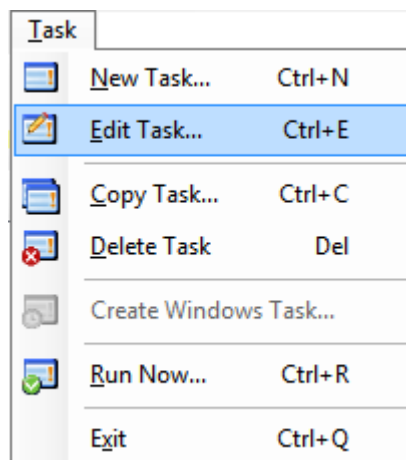 Task
New Task... Ctrl+N
Edit Task... Ctrl+E
Copy Task... Ctrl+C
Delete Task Del
Create Windows Task...
Run Now... Ctrl+R
Exit Ctrl+Q